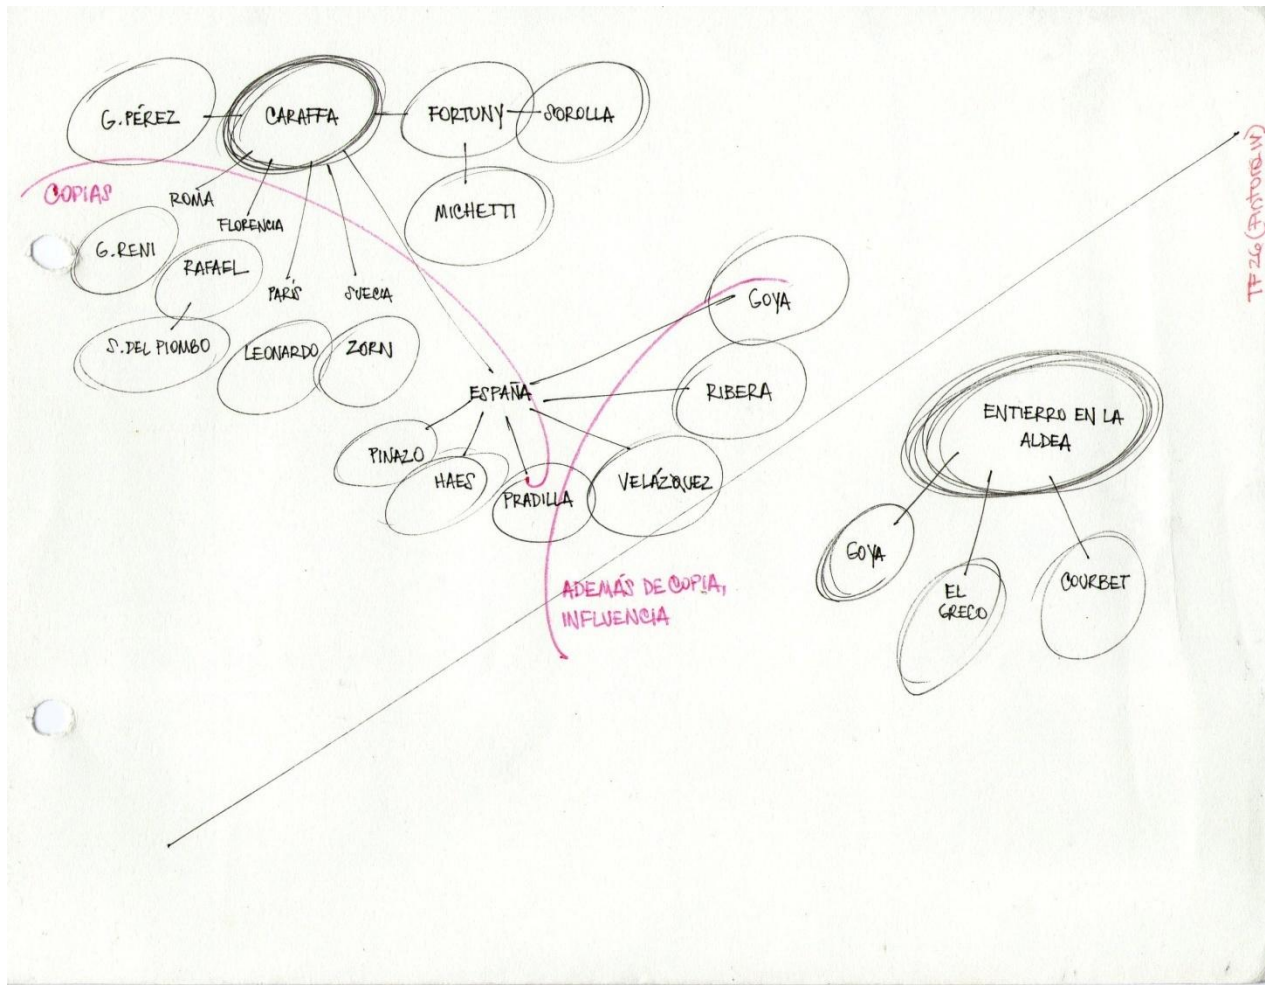 G. PÉREZ
CARAFFA
FORTUNY
SOROLLA
MICHETTI
COPIAS
ROMA
FLORENCIA
PARÍS
SUECIA
G. RENI
RAFAEL
S. DEL PIOMBO
LEONARDO
ZORN
ESPAÑA
GOYA
RIBERA
PINAZO
HAES
PRADILLA
VELÁZQUEZ
ADEMÁS DE COPIA,
INFLUENCIA
ENTIERRO EN LA
ALDEA
GOYA
EL
GRECO
COURBET